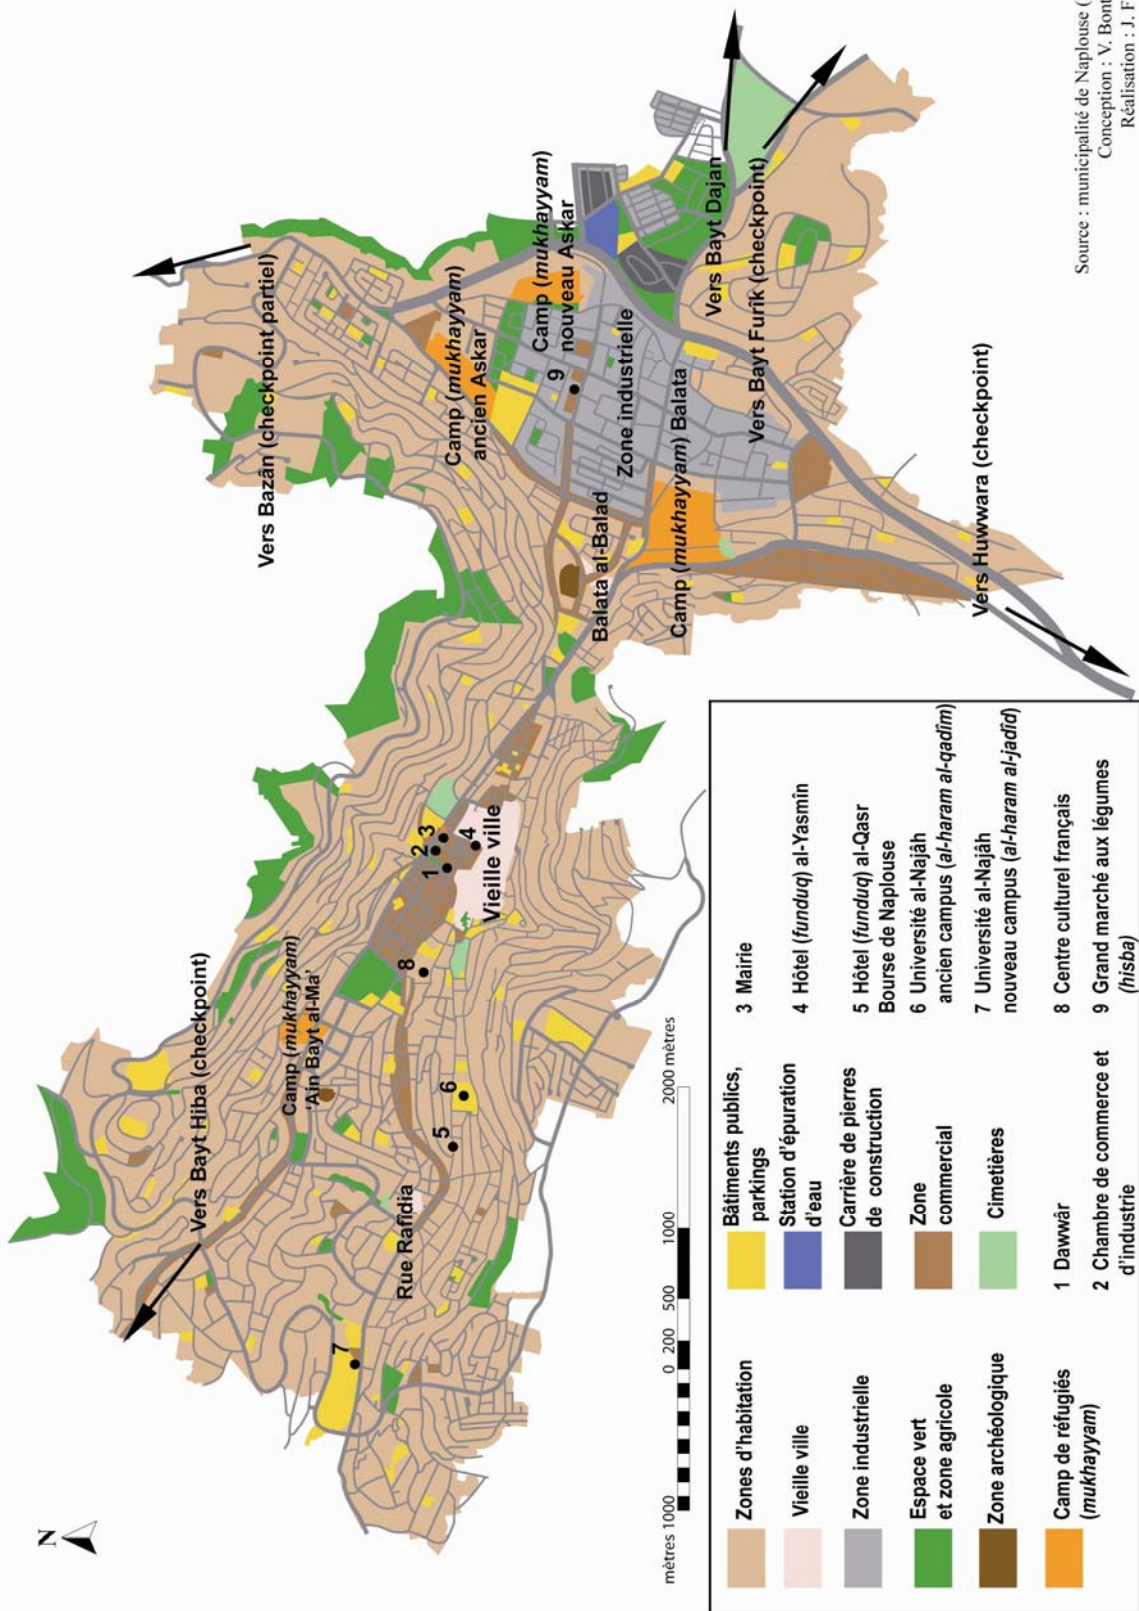 N
Vers Bayt Hiba (checkpoint)
Camp (mukhayyam)
‘Ain Bayt al-Ma’
Rue Rafidia
7
5
6
8
1
2
3
4
Vieille ville
Vers Bazân (checkpoint partiel)
Camp (mukhayyam)
ancien Askar
Camp (mukhayyam)
nouveau Askar
9
Zone industrielle
Balata al-Balad
Camp (mukhayyam) Balata
Vers Bayt Dajan
Vers Bayt Furîk (checkpoint)
Vers Huwwara (checkpoint)
mètres 1000 0 200 500 1000 2000 mètres
Zones d’habitation
Vieille ville
Zone industrielle
Espace vert
et zone agricole
Zone archéologique
Camp de réfugiés
(mukhayyam)
Bâtiments publics,
parkings
Station d’épuration
d’eau
Carrière de pierres
de construction
Zone
commercial
Cimetières
1 Dawwâr
2 Chambre de commerce et
d’industrie
3 Mairie
4 Hôtel (funduq) al-Yasmîn
5 Hôtel (funduq) al-Qasr
Bourse de Naplouse
6 Université al-Najâh
ancien campus (al-haram al-qadîm)
7 Université al-Najâh
nouveau campus (al-haram al-jadîd)
8 Centre culturel français
9 Grand marché aux légumes
(hisba)
Source : municipalité de Naplouse (
Conception : V. Bont
Réalisation : J. F